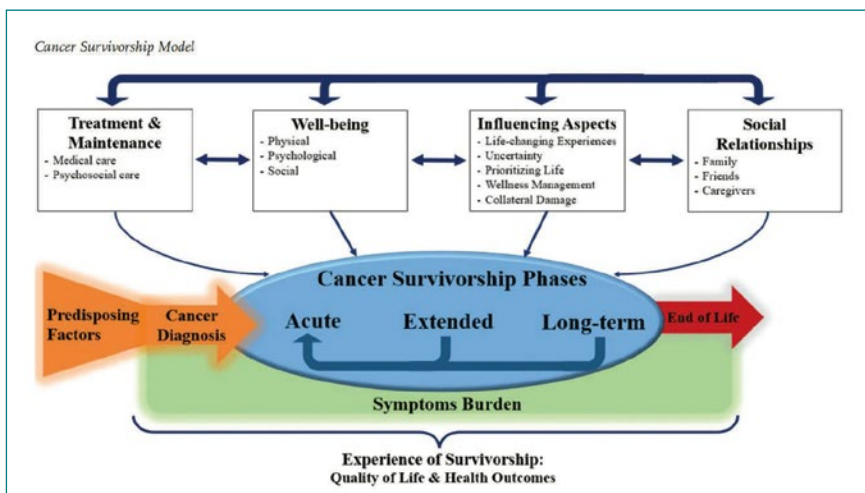 Cancer Survivorship Model
Treatment &
Maintenance
- Medical care
- Psychosocial care
Well-being
- Physical
- Psychological
- Social
Influencing Aspects
- Life-changing Experiences
- Uncertainty
- Prioritizing Life
- Wellness Management
- Collateral Damage
Social
Relationships
- Family
- Friends
- Caregivers
Predisposing
Factors
Cancer
Diagnosis
Cancer Survivorship Phases
Acute
Extended
Long-term
End of Life
Symptoms Burden
Experience of Survivorship:
Quality of Life & Health Outcomes